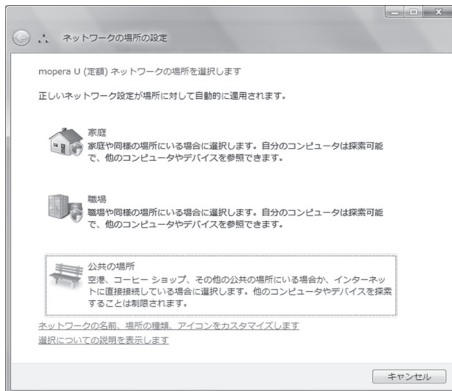 ネットワークの場所の設定
mopera U (定額) ネットワークの場所を選択します
正しいネットワーク設定が場所に対して自動的に適用されます。
家庭
家庭や同様の場所にいる場合に選択します。自分のコンピュータは探索可能
で、他のコンピュータやデバイスを参照できます。
職場
職場や同様の場所にいる場合に選択します。自分のコンピュータは探索可能
で、他のコンピュータやデバイスを参照できます。
公共の場所
空港、コーヒー ショップ、その他の公共の場所にいる場合か、インターネッ
トに直接接続している場合に選択します。他のコンピュータやデバイスを探索
することは制限されます。
ネットワークの名前、場所の種類、アイコンをカスタマイズします
選択についての説明を表示します
キャンセル